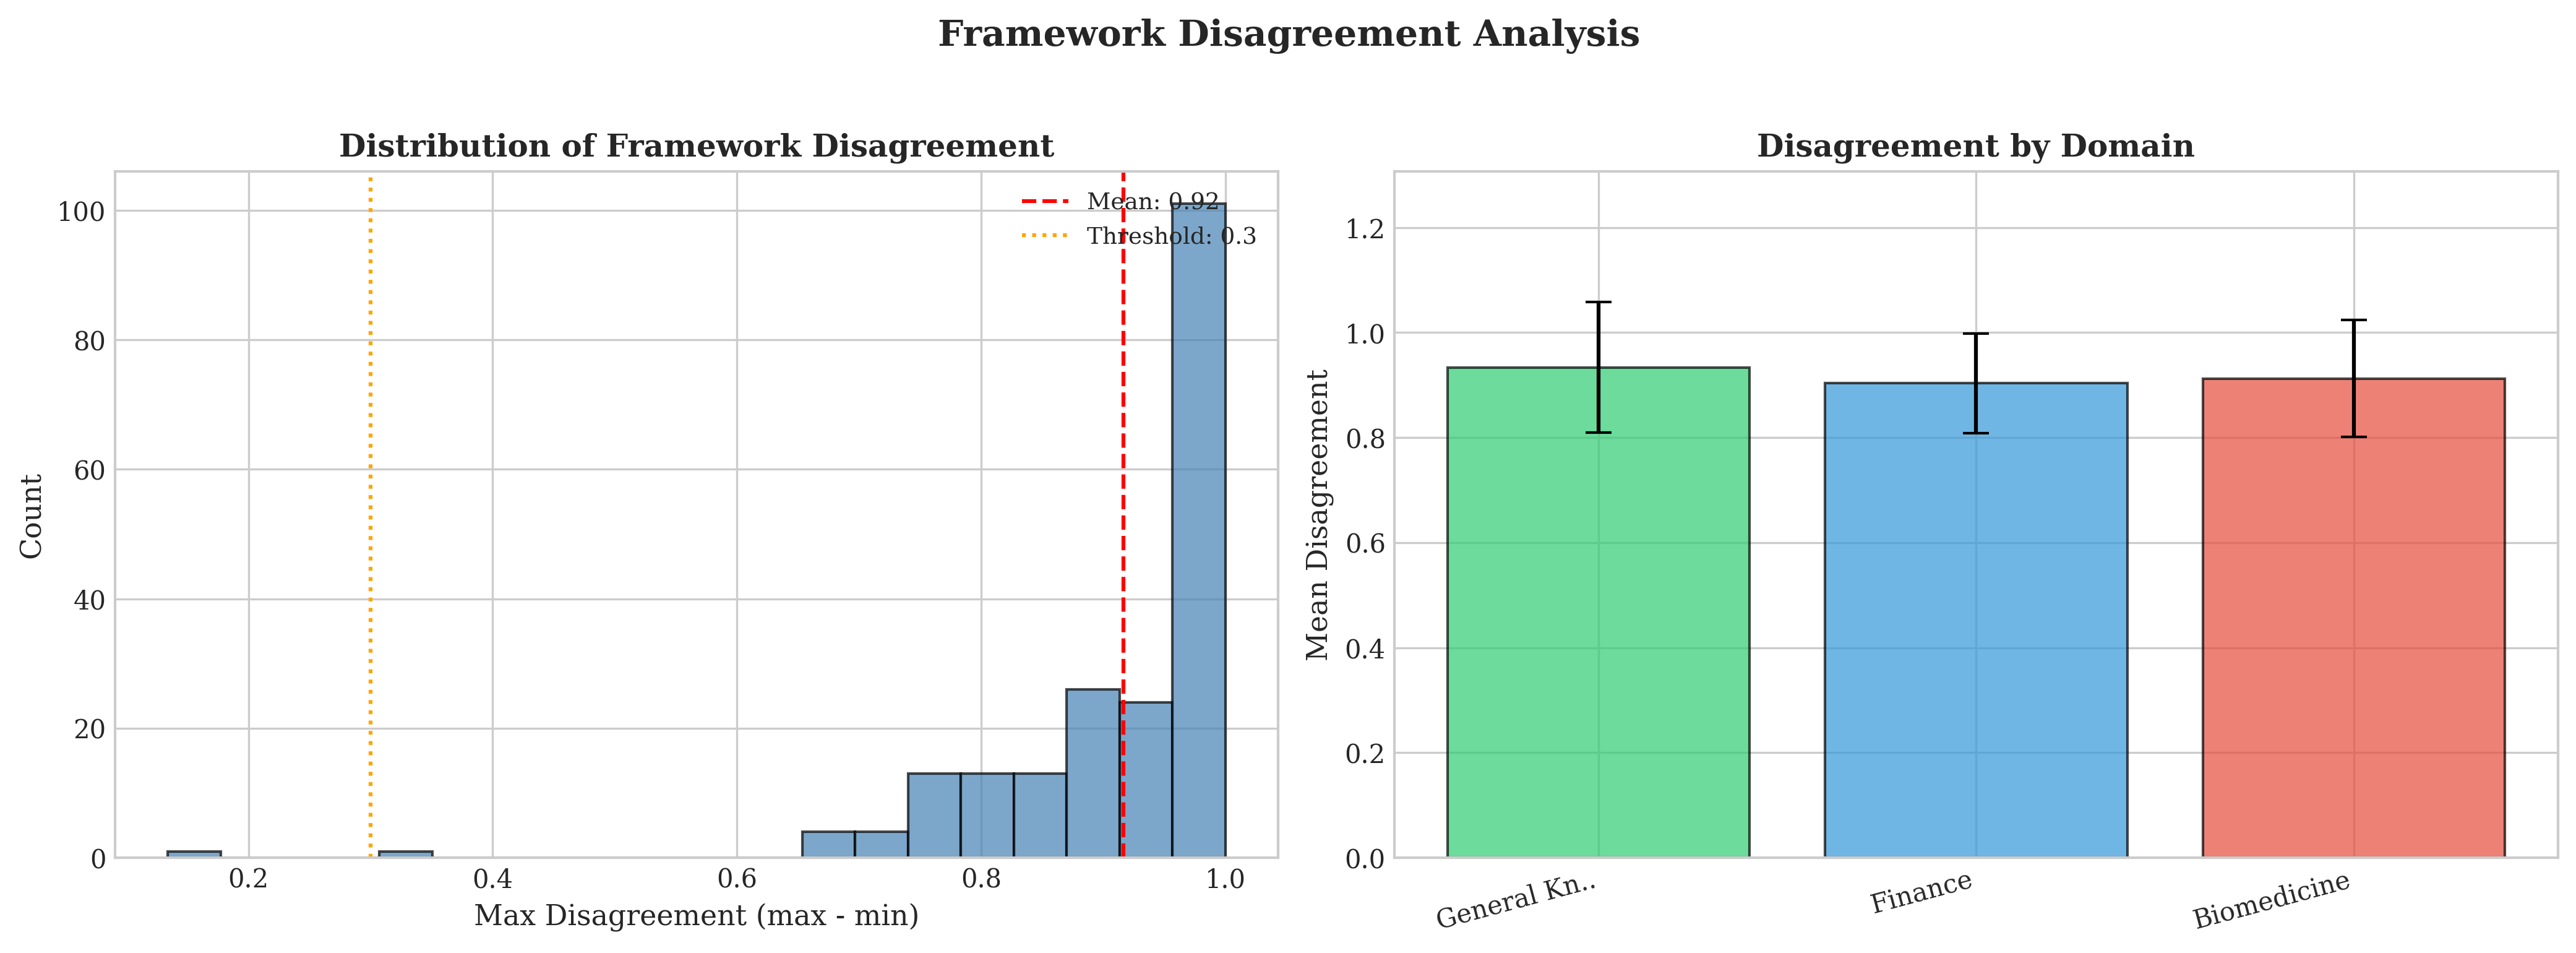 Framework Disagreement Analysis
Distribution of Framework Disagreement
Mean: 0.92
Threshold: 0.3
Count
100
80
60
40
20
0
0.2 0.4 0.6 0.8 1.0
Max Disagreement (max - min)
Disagreement by Domain
Mean Disagreement
1.2
1.0
0.8
0.6
0.4
0.2
0.0
General Kn.. Finance Biomedicine